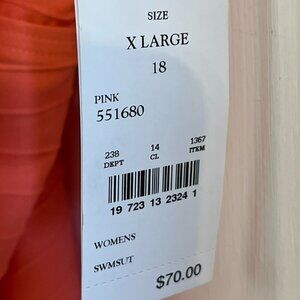 SIZE
X LARGE
18
PINK
551680
238 14 1367
DEPT CL ITEM
19 723 13 2324 1
WOMENS
SWMSUT
$70.00